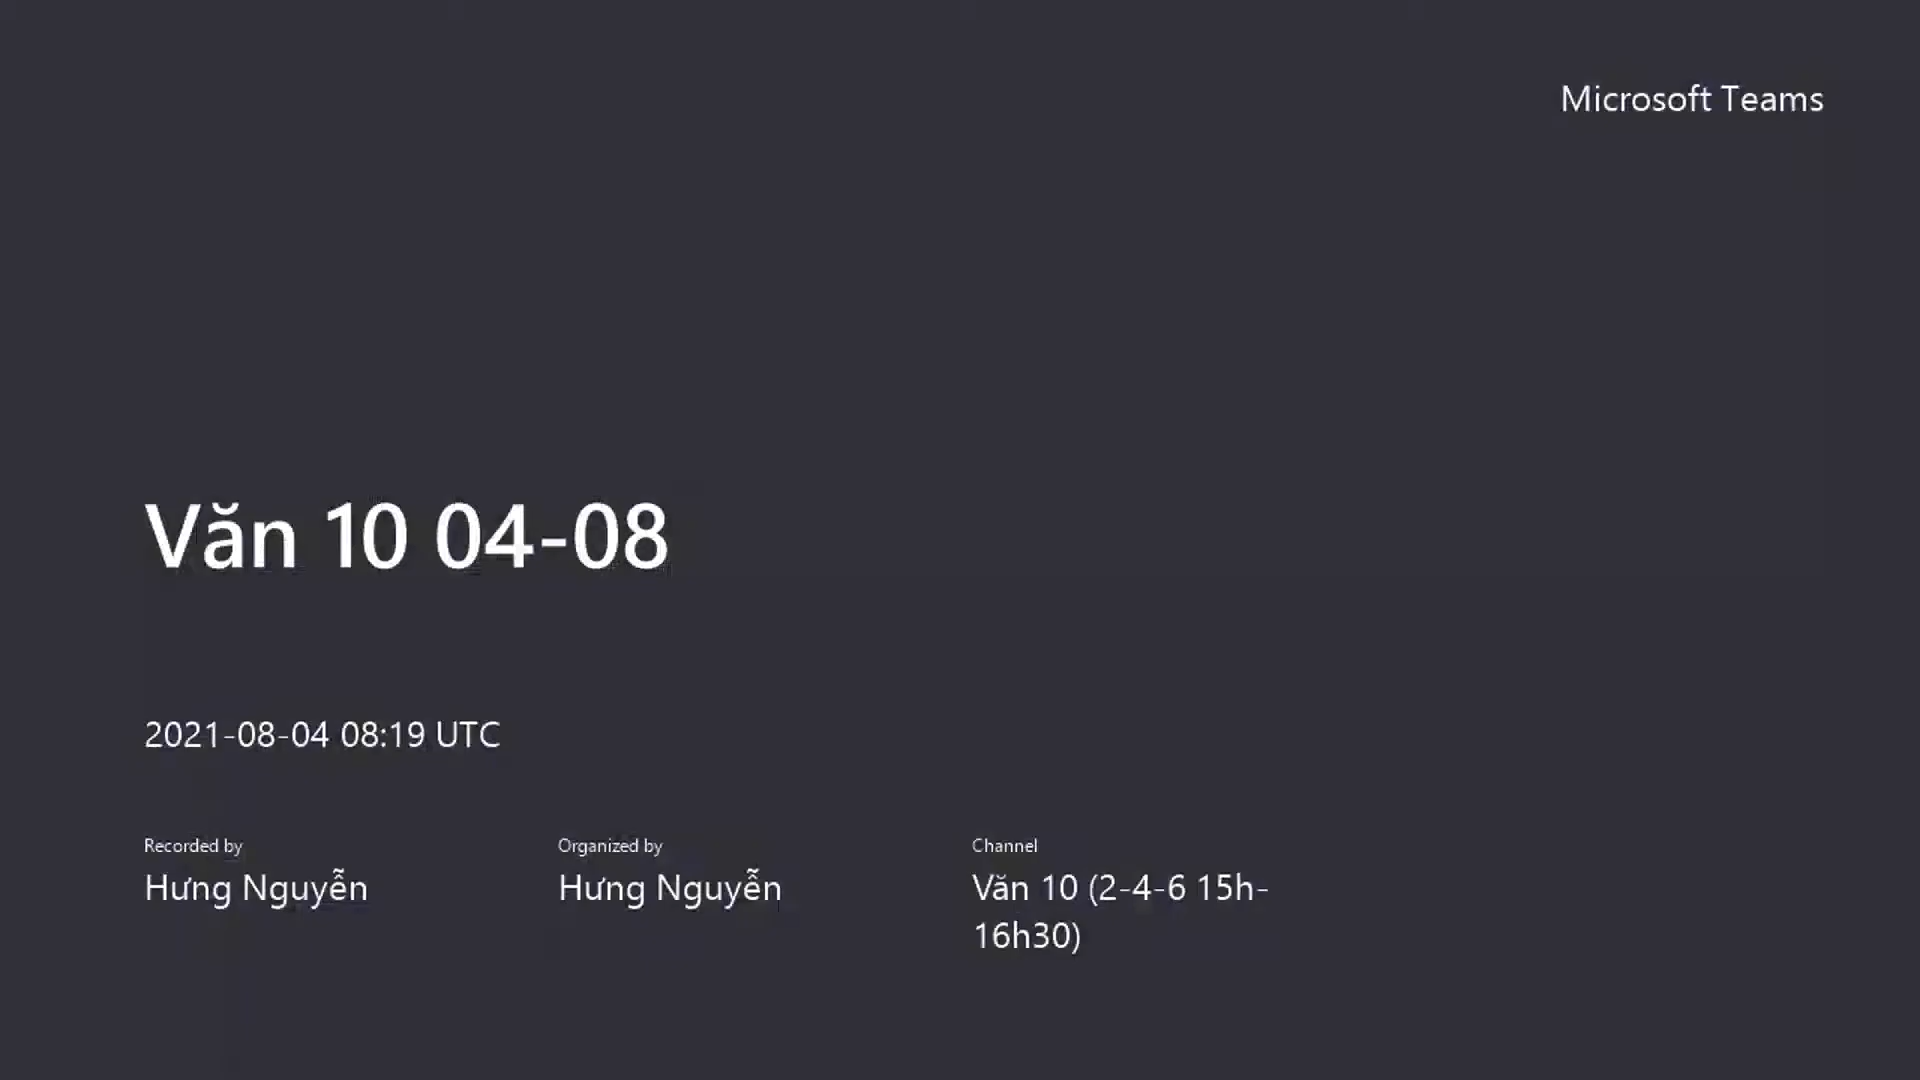 Microsoft Teams
Văn 10 04-08
2021-08-04 08:19 UTC
Recorded by
Hưng Nguyễn
Organized by
Hưng Nguyễn
Channel
Văn 10 (2-4-6 15h-
16h30)